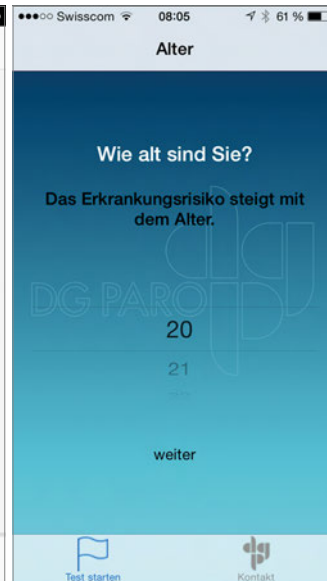 Swisscom 08:05 61 %
Alter
Wie alt sind Sie?
Das Erkrankungsrisiko steigt mit
dem Alter.
DG PARO
20
21
weiter
dg
p
Test starten
Kontakt